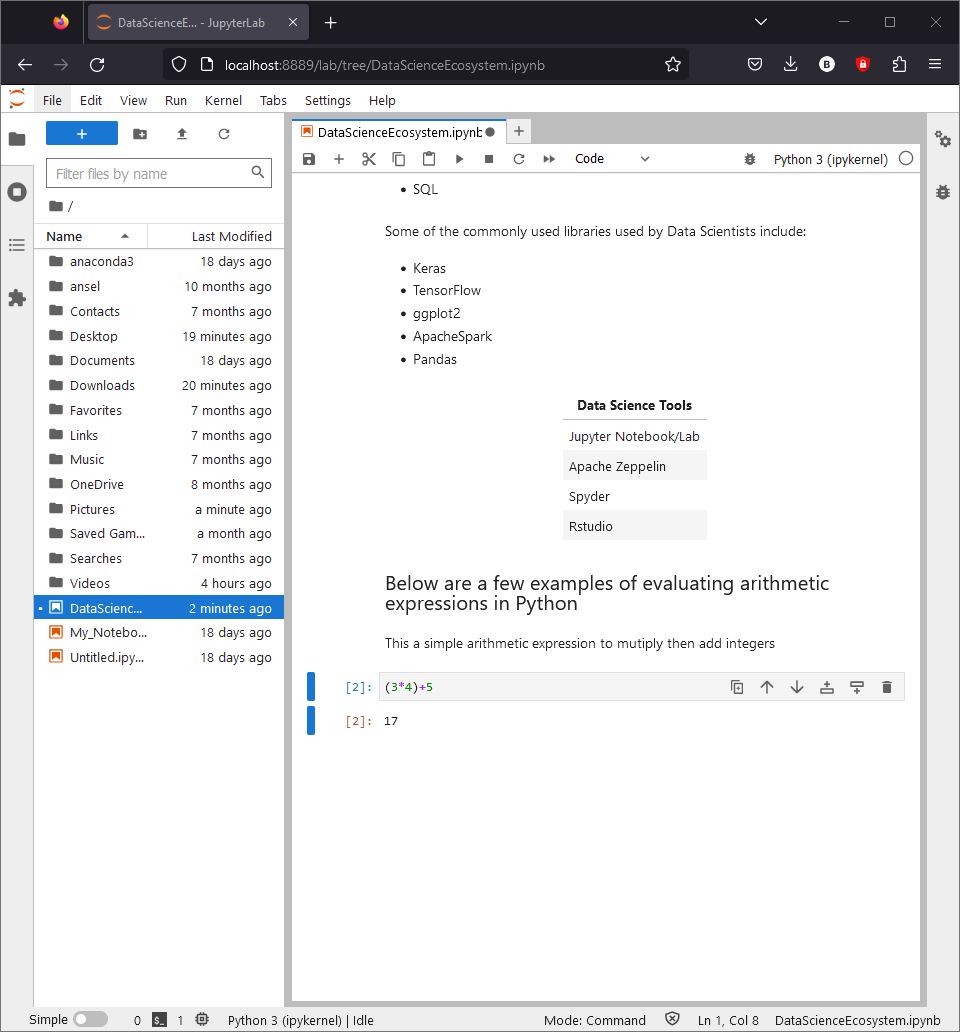 DataScienceE... - JupyterLab
localhost:8889/lab/tree/DataScienceEcosystem.ipynb
File Edit View Run Kernel Tabs Settings Help
Filter files by name
/
Name Last Modified
anaconda3 18 days ago
ansel 10 months ago
Contacts 7 months ago
Desktop 19 minutes ago
Documents 18 days ago
Downloads 20 minutes ago
Favorites 7 months ago
Links 7 months ago
Music 7 months ago
OneDrive 8 months ago
Pictures a minute ago
Saved Gam... a month ago
Searches 7 months ago
Videos 4 hours ago
DataScienc... 2 minutes ago
My_Notebo... 18 days ago
Untitled.ipy... 18 days ago
DataScienceEcosystem.ipynb
Code Python 3 (ipykernel)
• SQL
Some of the commonly used libraries used by Data Scientists include:
• Keras
• TensorFlow
• ggplot2
• ApacheSpark
• Pandas
Data Science Tools
Jupyter Notebook/Lab
Apache Zeppelin
Spyder
Rstudio
Below are a few examples of evaluating arithmetic
expressions in Python
This a simple arithmetic expression to mutiply then add integers
[2]: (3*4)+5
[2]: 17
Simple 0 1 Python 3 (ipykernel) | Idle Mode: Command Ln 1, Col 8 DataScienceEcosystem.ipynb